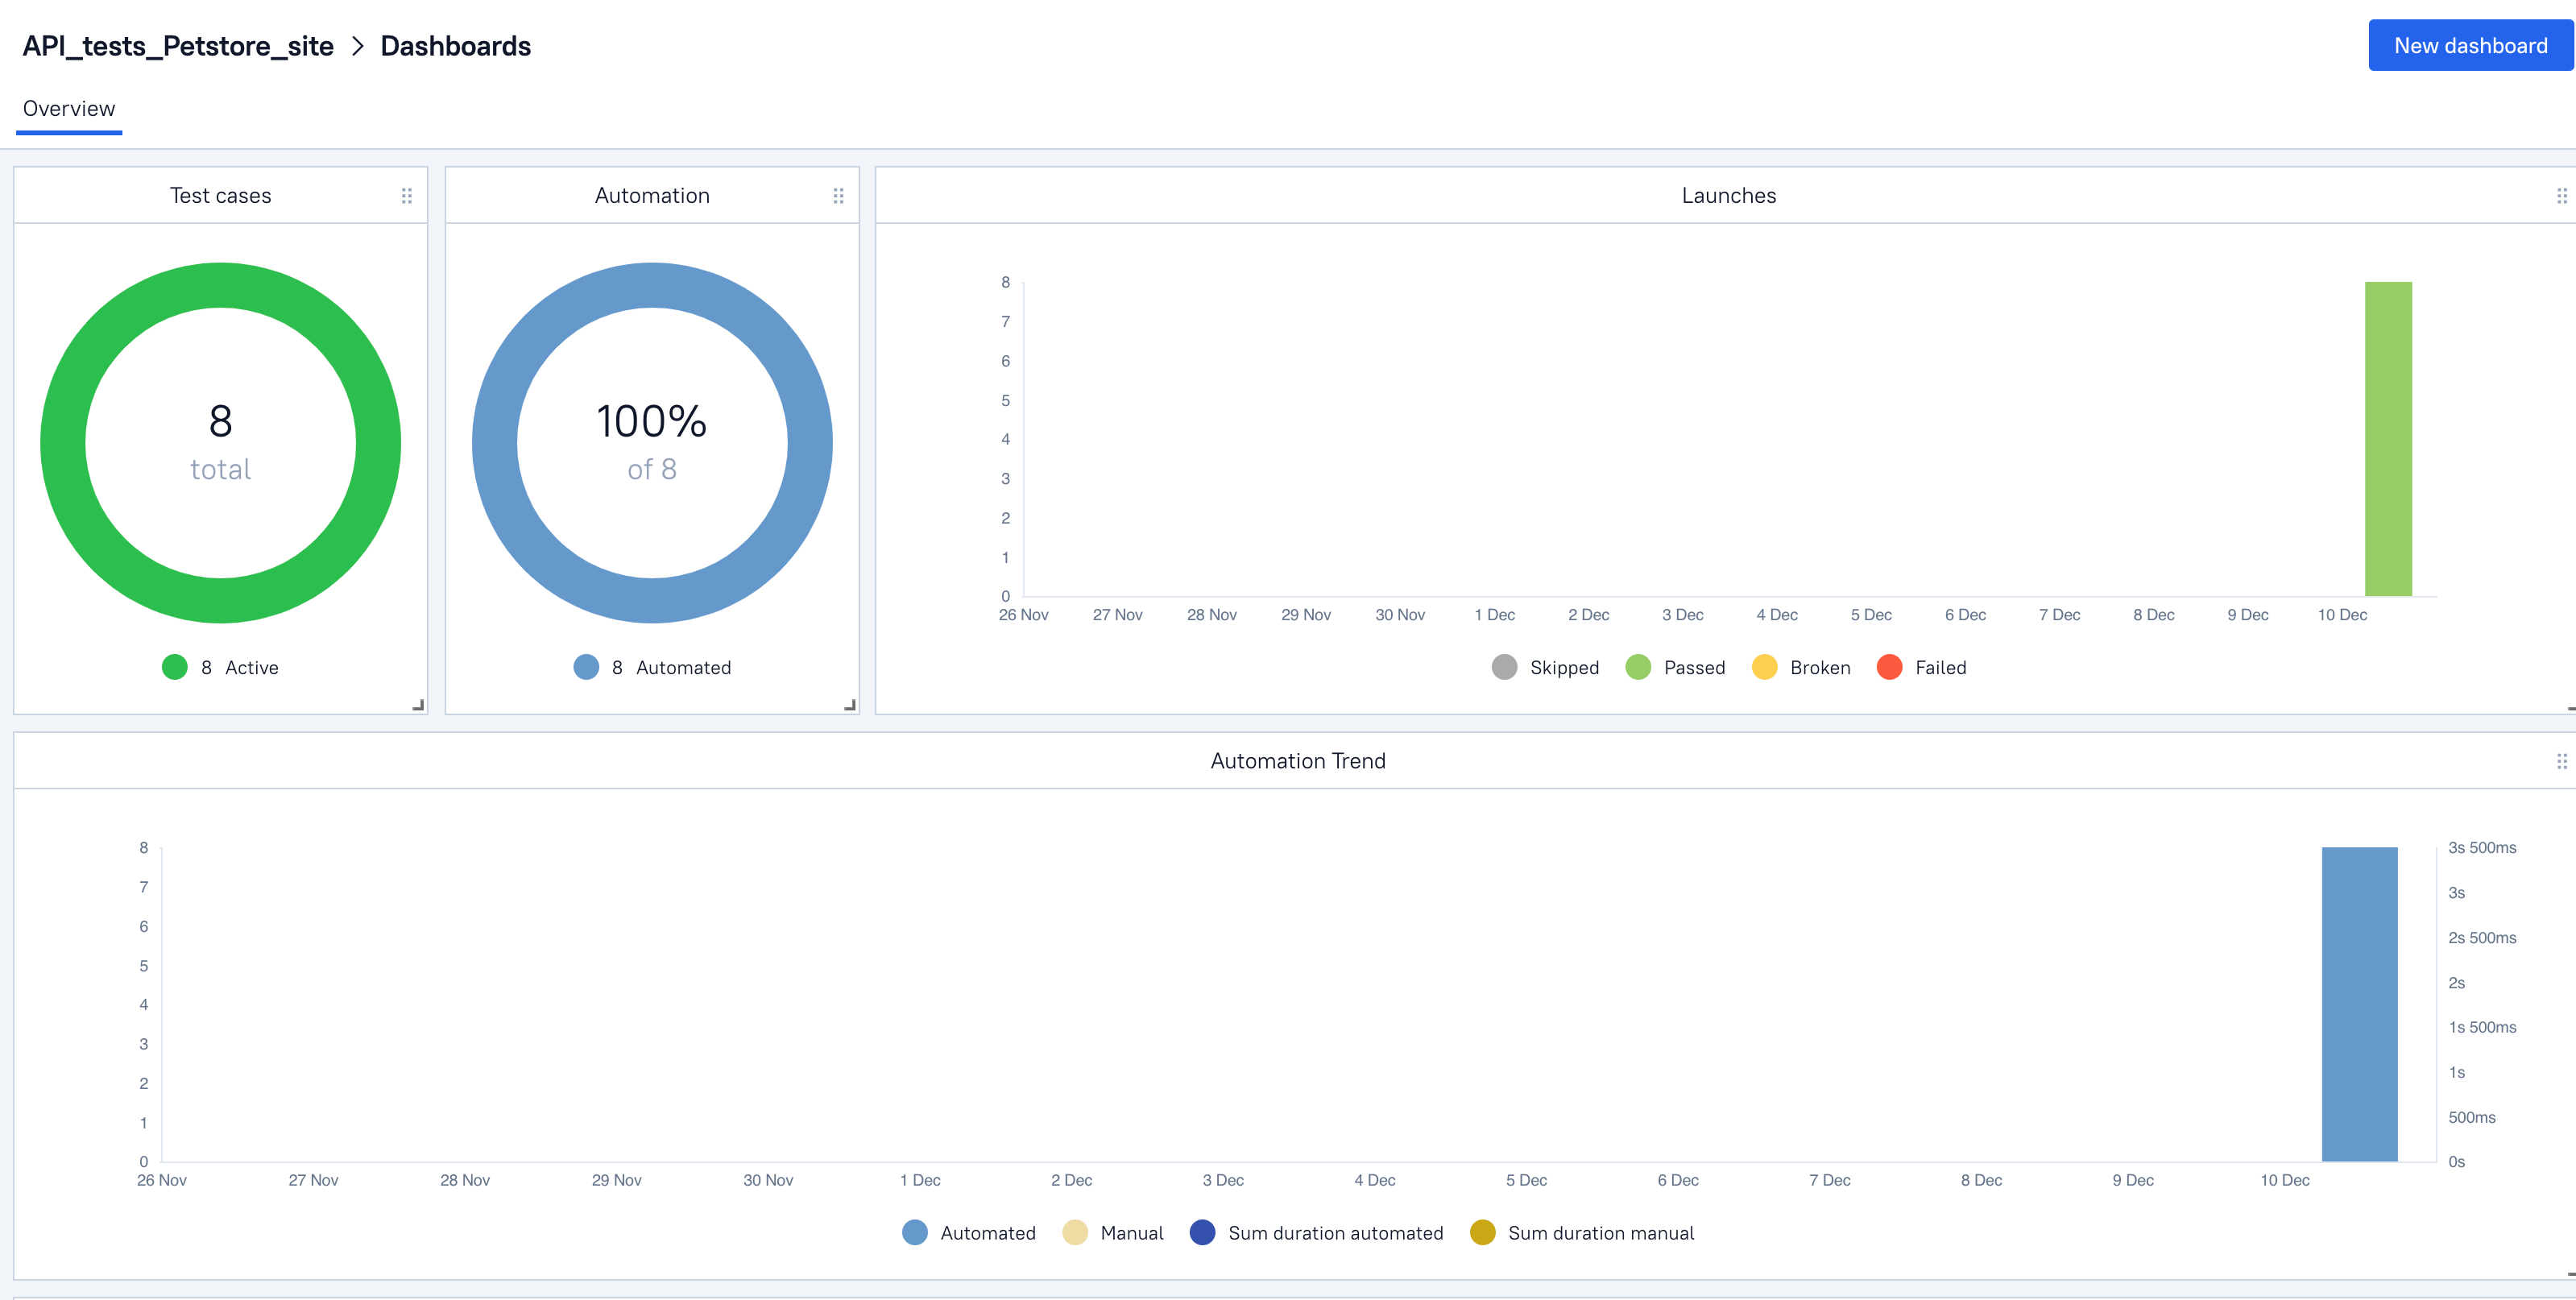 API_tests_Petstore_site > Dashboards
New dashboard
Overview
Test cases
8
total
8 Active
Automation
100%
of 8
8 Automated
Launches
8
7
6
5
4
3
2
1
0
26 Nov 27 Nov 28 Nov 29 Nov 30 Nov 1 Dec 2 Dec 3 Dec 4 Dec 5 Dec 6 Dec 7 Dec 8 Dec 9 Dec 10 Dec
Skipped Passed Broken Failed
Automation Trend
8
7
6
5
4
3
2
1
0
3s 500ms
3s
2s 500ms
2s
1s 500ms
1s
500ms
0s
26 Nov 27 Nov 28 Nov 29 Nov 30 Nov 1 Dec 2 Dec 3 Dec 4 Dec 5 Dec 6 Dec 7 Dec 8 Dec 9 Dec 10 Dec
Automated Manual Sum duration automated Sum duration manual